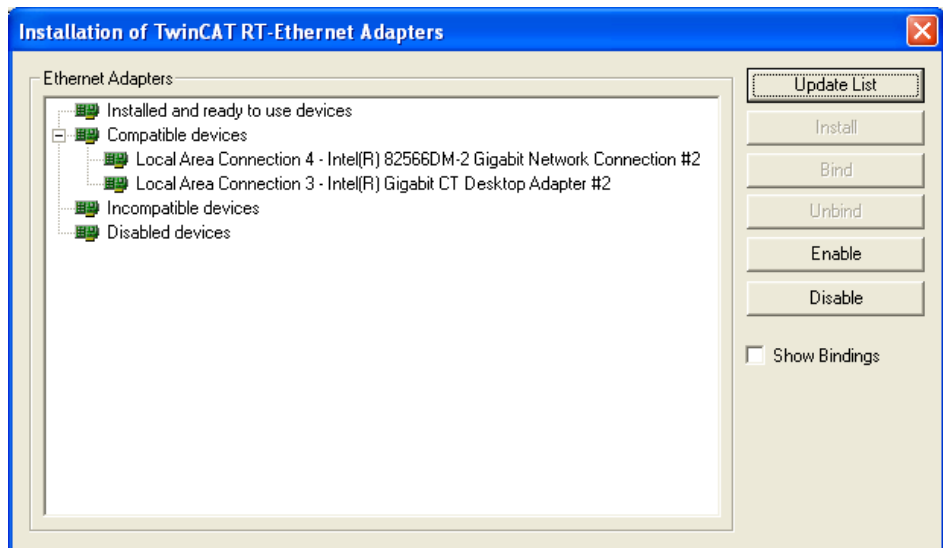 Installation of TwinCAT RT-Ethernet Adapters
Ethernet Adapters
Installed and ready to use devices
Compatible devices
Local Area Connection 4 - Intel(R) 82566DM-2 Gigabit Network Connection #2
Local Area Connection 3 - Intel(R) Gigabit CT Desktop Adapter #2
Incompatible devices
Disabled devices
Update List
Install
Bind
Unbind
Enable
Disable
Show Bindings